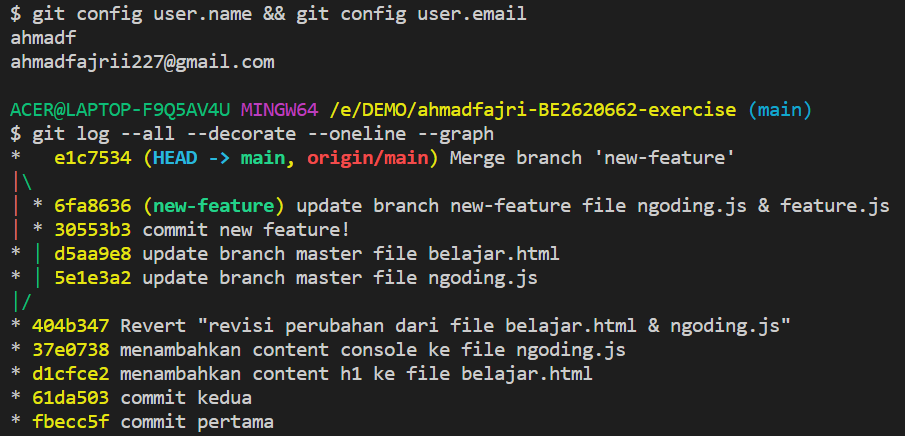 $ git config user.name && git config user.email
ahmadf
ahmadfajrii227@gmail.com
ACER@LAPTOP-F9Q5AV4U MINGW64 /e/DEMO/ahmadfajri-BE2620662-exercise (main)
$ git log --all --decorate --oneline --graph
*   e1c7534 (HEAD -> main, origin/main) Merge branch 'new-feature'
|\
| * 6fa8636 (new-feature) update branch new-feature file ngoding.js & feature.js
| * 30553b3 commit new feature!
* | d5aa9e8 update branch master file belajar.html
* | 5e1e3a2 update branch master file ngoding.js
|/
* 404b347 Revert "revisi perubahan dari file belajar.html & ngoding.js"
* 37e0738 menambahkan content console ke file ngoding.js
* d1cfce2 menambahkan content h1 ke file belajar.html
* 61da503 commit kedua
* fbecc5f commit pertama